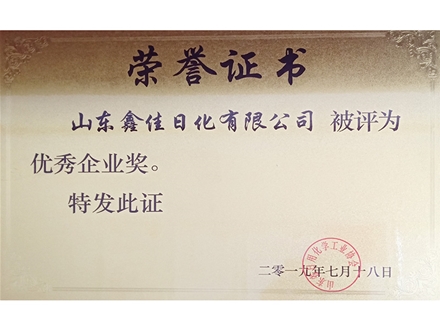 荣誉证书
山东鑫佳日化有限公司 被评为
优秀企业奖。
特发此证
二零一九年七月十八日